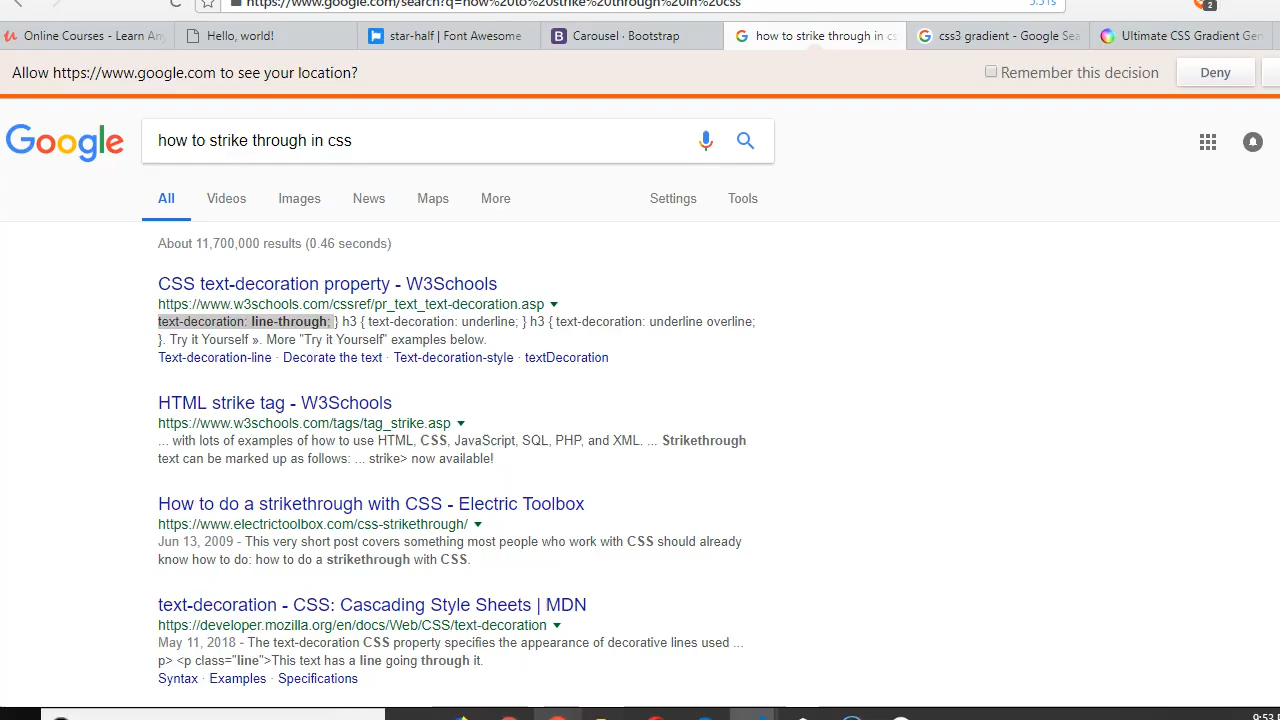 https://www.google.com/search?q=how%20to%20strike%20through%20in%20css 5.51s 2
Online Courses - Learn Any Hello, world! star-half | Font Awesome Carousel · Bootstrap how to strike through in cs css3 gradient - Google Sea Ultimate CSS Gradient Gen
Allow https://www.google.com to see your location? Remember this decision Deny
Google how to strike through in css
All Videos Images News Maps More Settings Tools
About 11,700,000 results (0.46 seconds)
CSS text-decoration property - W3Schools
https://www.w3schools.com/cssref/pr_text_text-decoration.asp
text-decoration: line-through; } h3 { text-decoration: underline; } h3 { text-decoration: underline overline;
}. Try it Yourself ». More "Try it Yourself" examples below.
Text-decoration-line · Decorate the text · Text-decoration-style · textDecoration
HTML strike tag - W3Schools
https://www.w3schools.com/tags/tag_strike.asp
... with lots of examples of how to use HTML, CSS, JavaScript, SQL, PHP, and XML. ... Strikethrough
text can be marked up as follows: ... strike> now available!
How to do a strikethrough with CSS - Electric Toolbox
https://www.electrictoolbox.com/css-strikethrough/
Jun 13, 2009 - This very short post covers something most people who work with CSS should already
know how to do: how to do a strikethrough with CSS.
text-decoration - CSS: Cascading Style Sheets | MDN
https://developer.mozilla.org/en/docs/Web/CSS/text-decoration
May 11, 2018 - The text-decoration CSS property specifies the appearance of decorative lines used ...
p> <p class="line">This text has a line going through it.
Syntax · Examples · Specifications